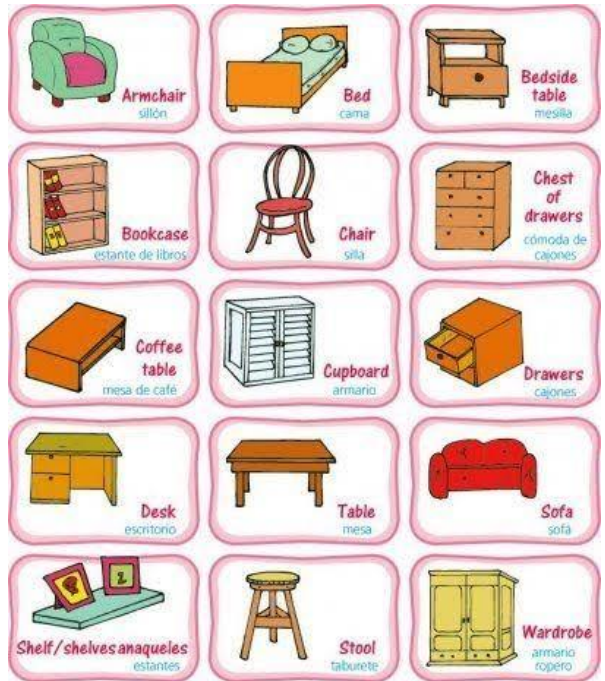 Armchair
sillón
Bed
cama
Bedside
table
mesilla
Bookcase
estante de libros
Chair
silla
Chest
of
drawers
cómoda de
cajones
Coffee
table
mesa de café
Cupboard
armario
Drawers
cajones
Desk
escritorio
Table
mesa
Sofa
sofá
Shelf/shelves anaqueles
estantes
Stool
taburete
Wardrobe
armario
ropero